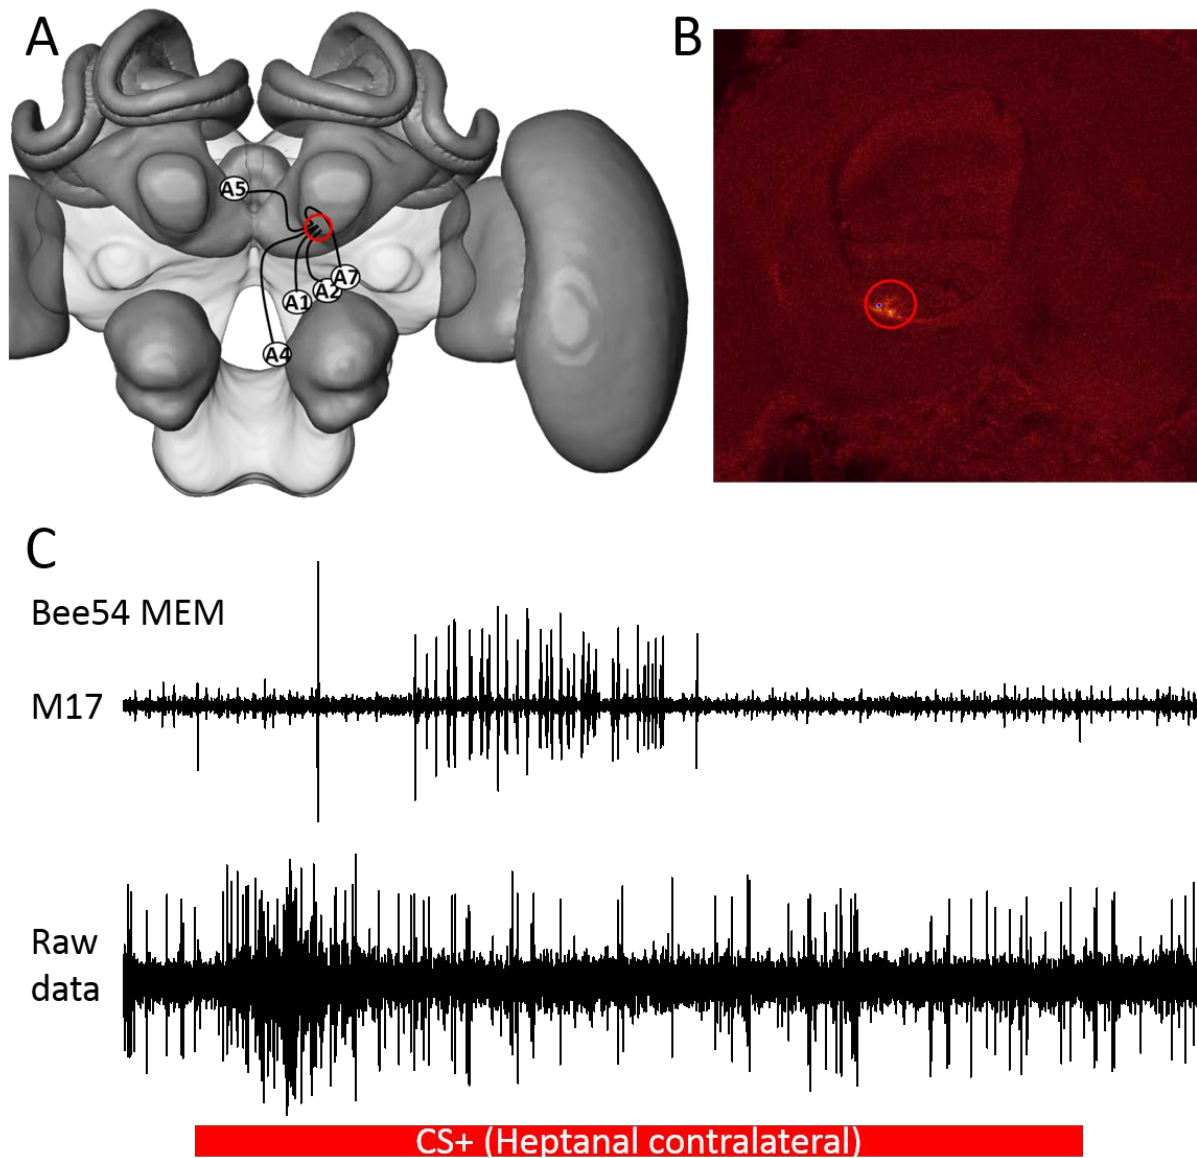 A
B
A5
A7
A2
A1
A4
C
Bee54 MEM
M17
Raw
data
CS+ (Heptanal contralateral)